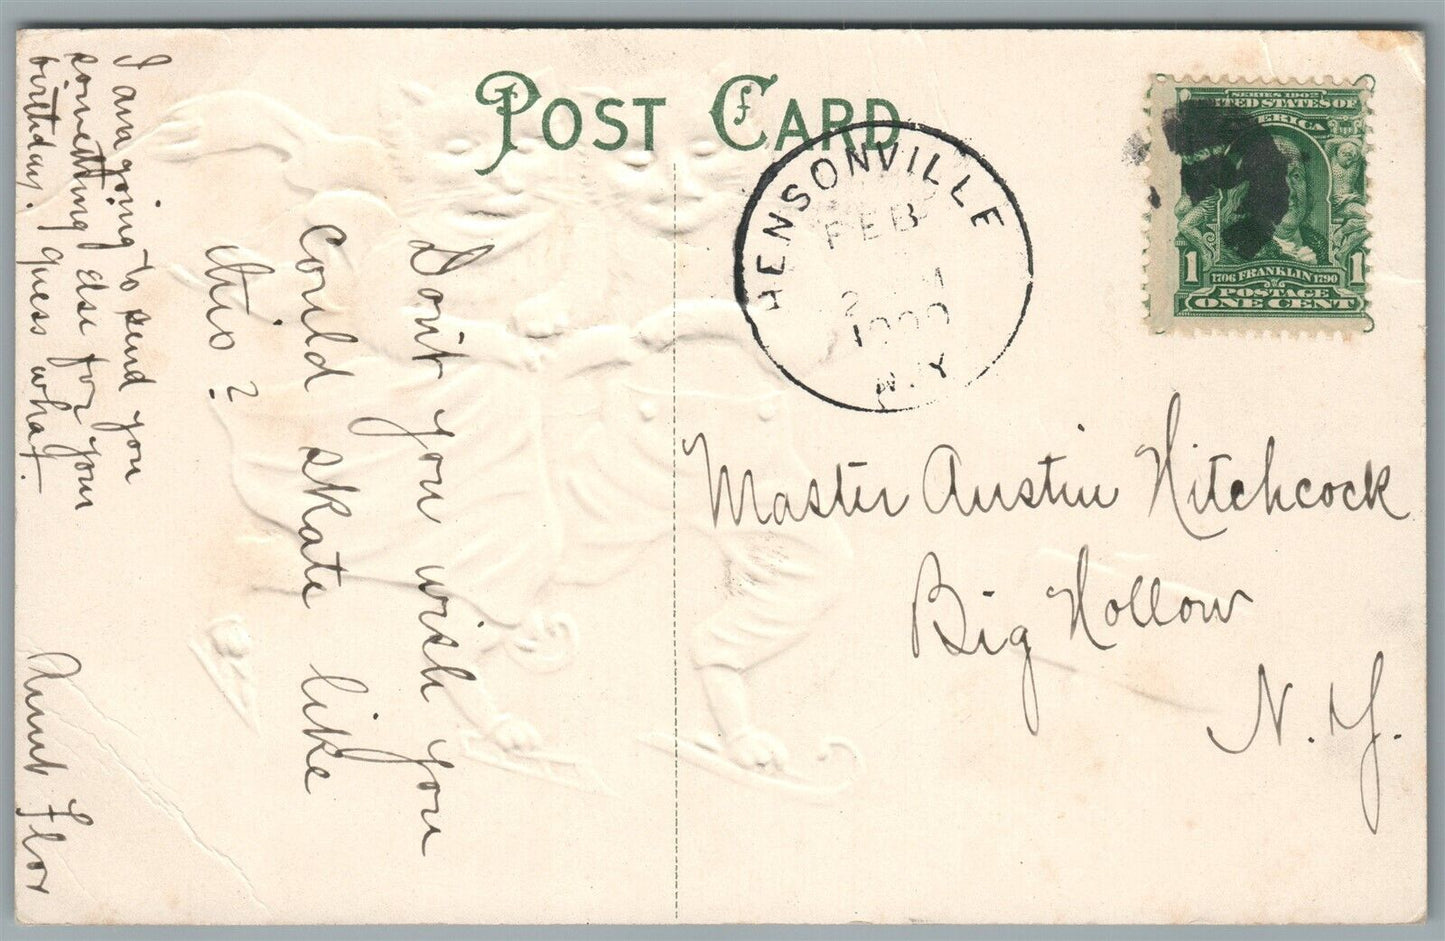 POST CARD
HENSONVILLE
FEB
N.Y.
SERIES 1902
UNITED STATES OF
AMERICA
1 1706 FRANKLIN 1790 1
POSTAGE
ONE CENT
Master Austin Hitchcock
Big Hollow
N. Y.
Don't you wish you
could skate like
this?
I am going to send you
something else for your
birthday. guess what.
Aunt Flor